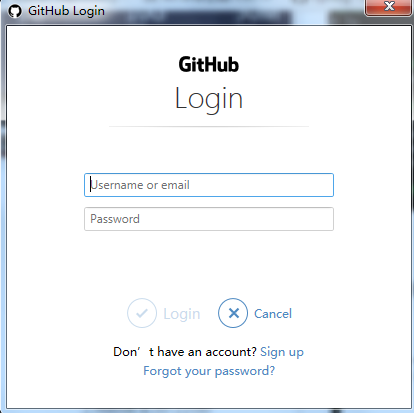 GitHub Login
GitHub
Login
Username or email
Password
Login Cancel
Don't have an account? Sign up
Forgot your password?